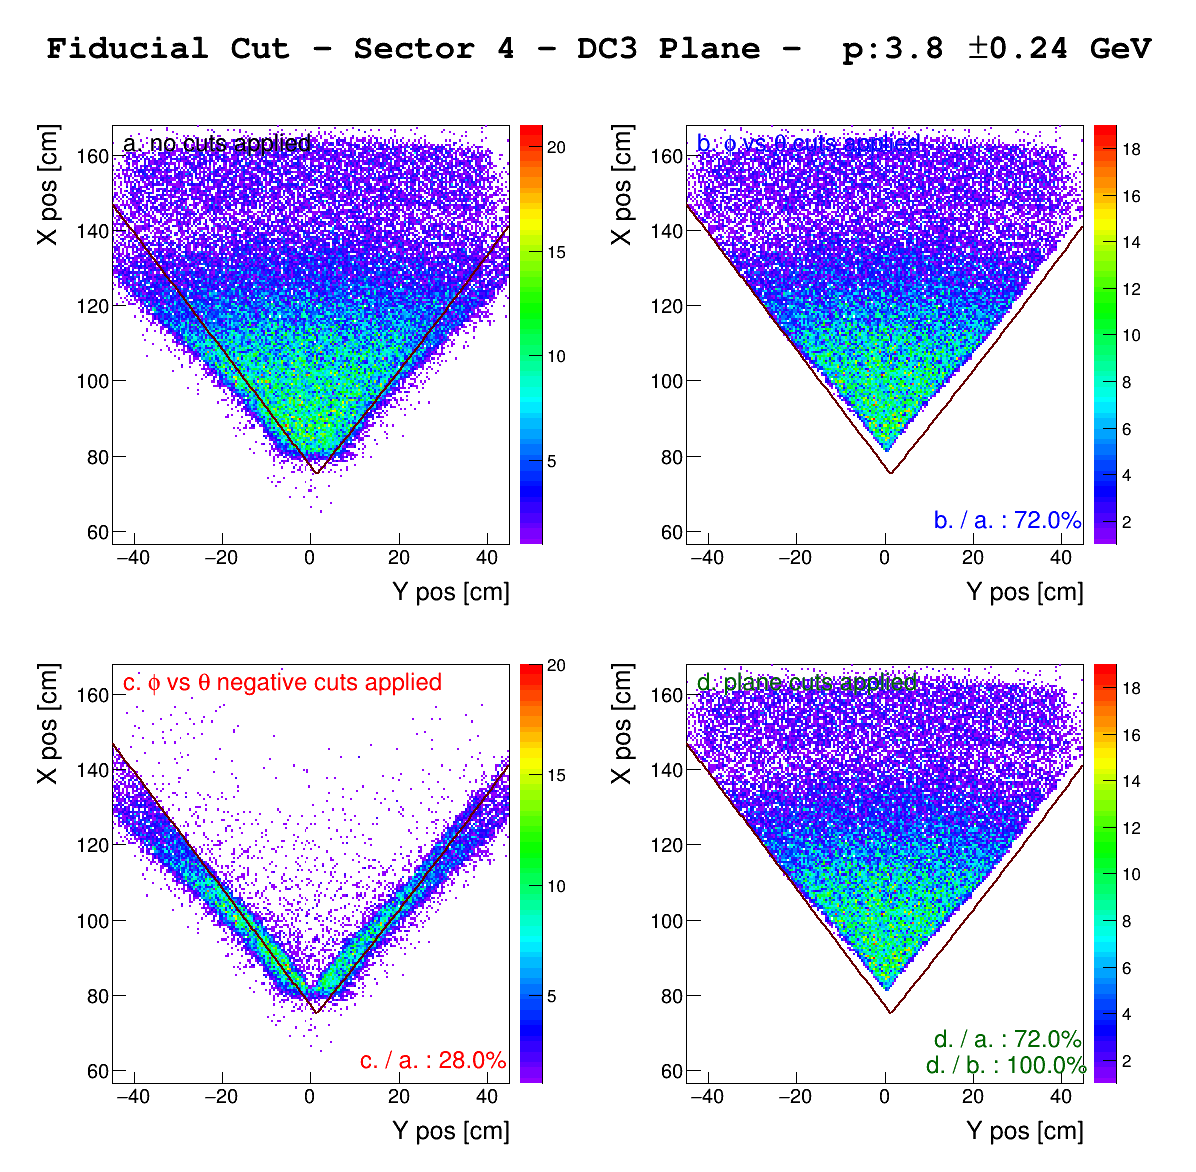 Fiducial Cut – Sector 4 – DC3 Plane – p:3.8 ±0.24 GeV
a. no cuts applied
X pos [cm]
160
140
120
100
80
60
−40 −20 0 20 40
Y pos [cm]
20
15
10
5
b. ϕ vs θ cuts applied
X pos [cm]
160
140
120
100
80
60
−40 −20 0 20 40
Y pos [cm]
b. / a. : 72.0%
18
16
14
12
10
8
6
4
2
c. ϕ vs θ negative cuts applied
X pos [cm]
160
140
120
100
80
60
−40 −20 0 20 40
Y pos [cm]
c. / a. : 28.0%
20
15
10
5
d. plane cuts applied
X pos [cm]
160
140
120
100
80
60
−40 −20 0 20 40
Y pos [cm]
d. / a. : 72.0%
d. / b. : 100.0%
18
16
14
12
10
8
6
4
2